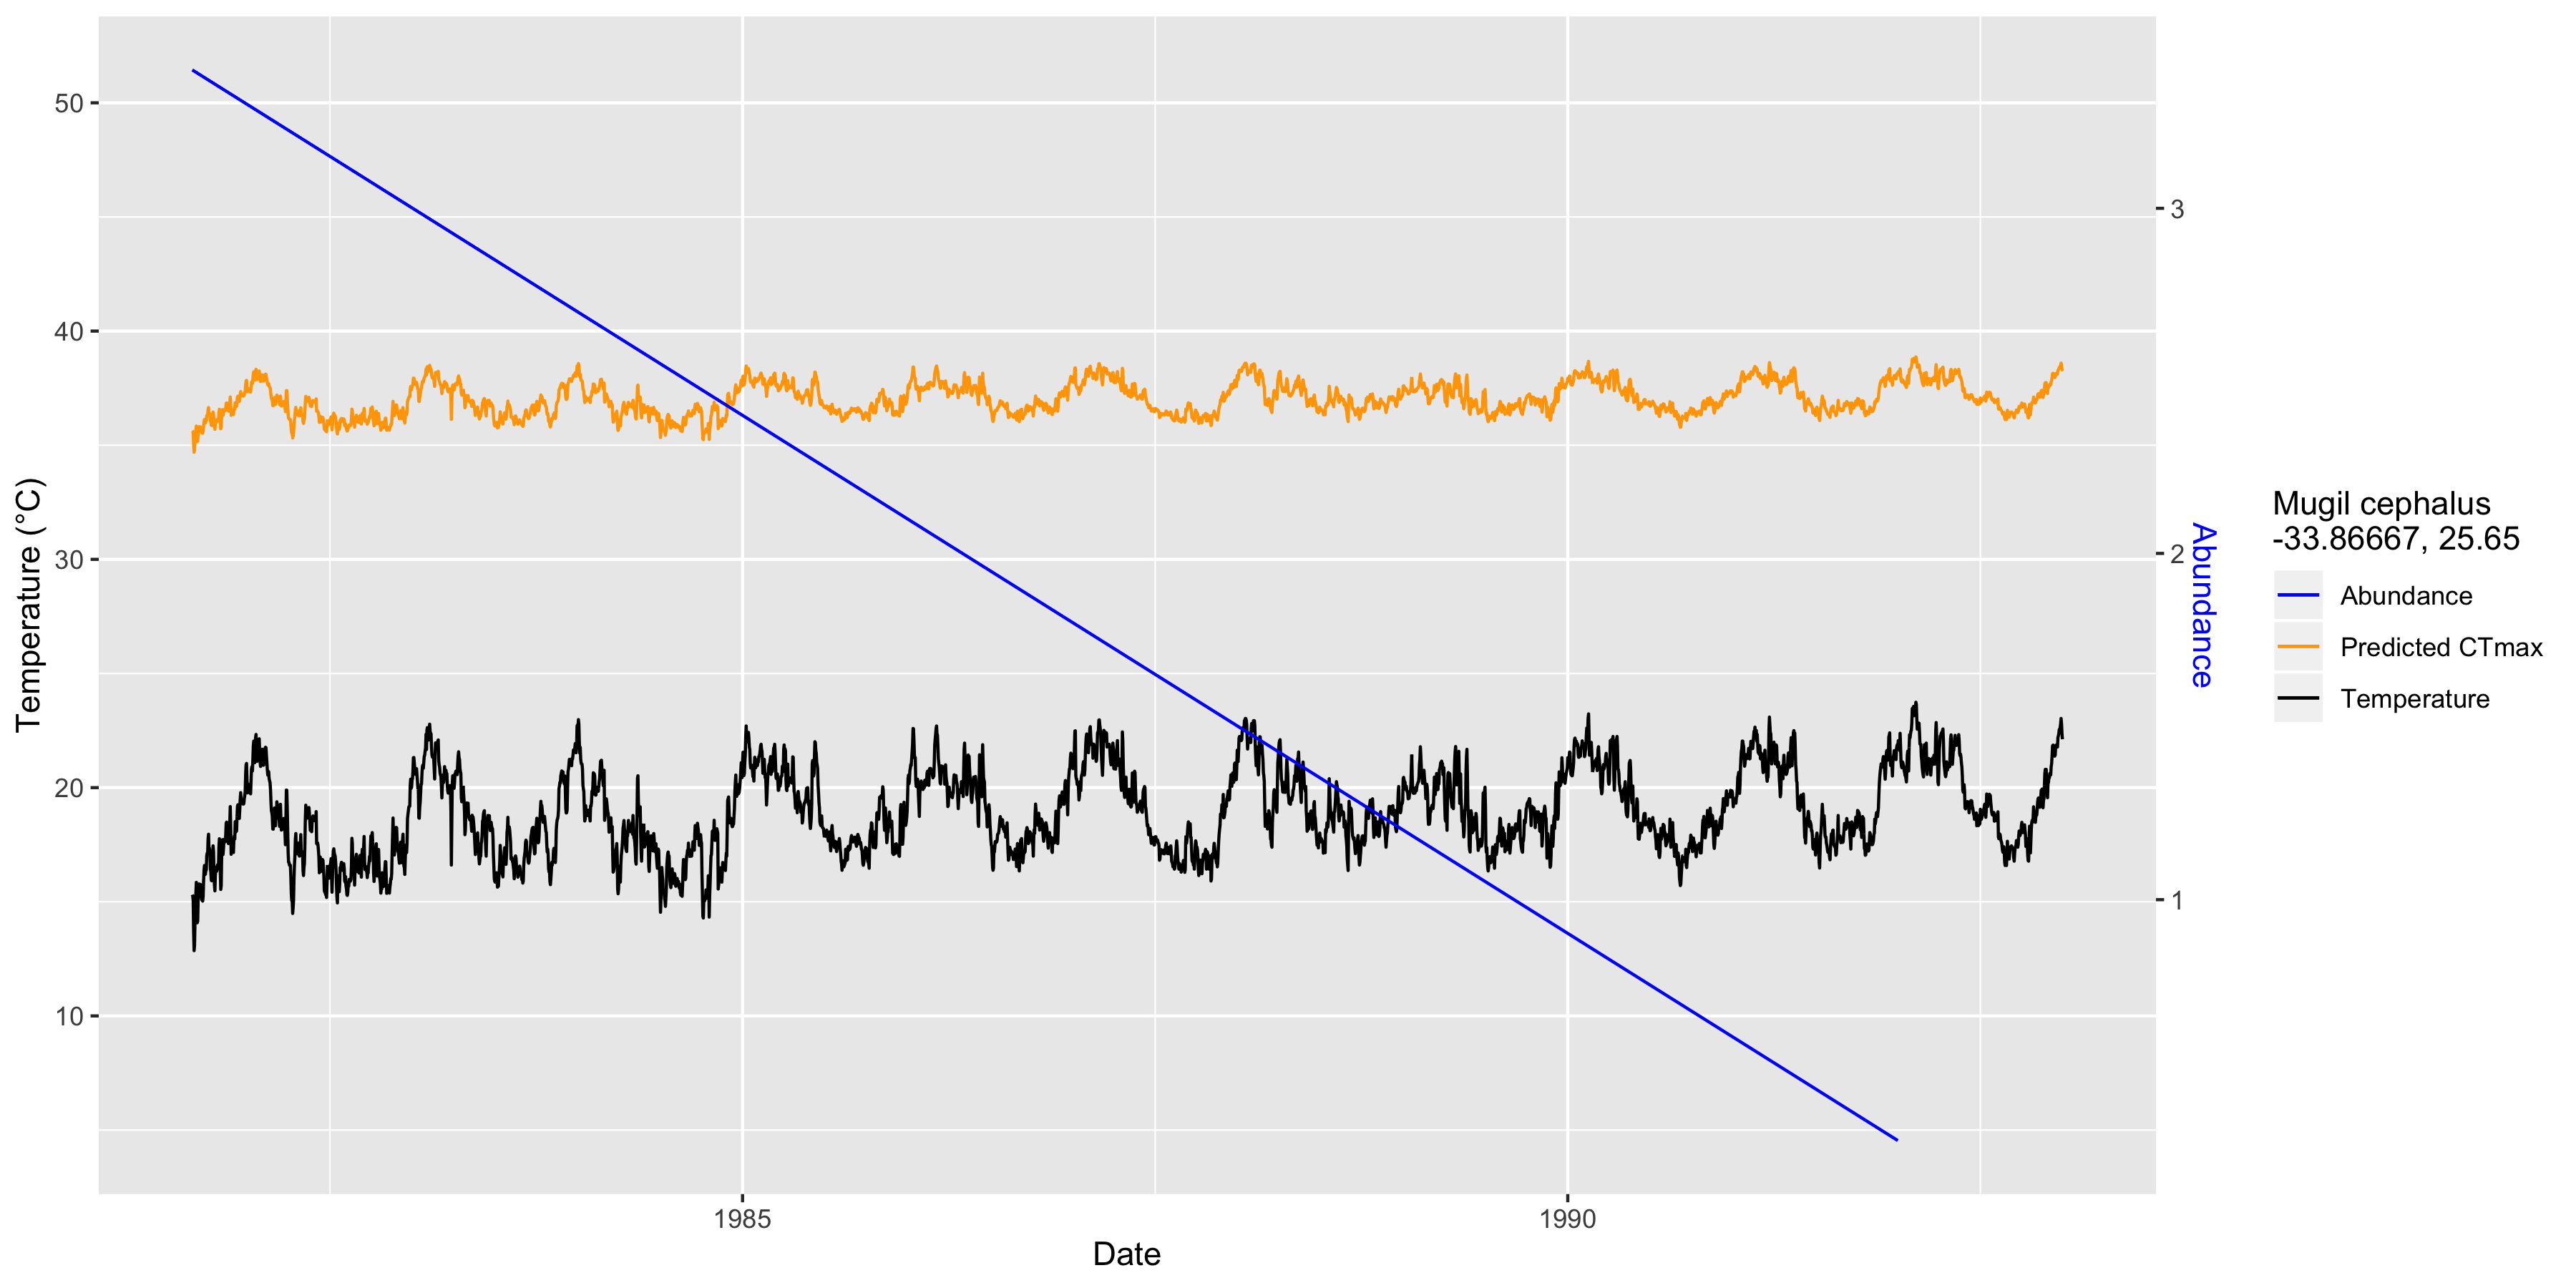 50
40
30
20
10
Temperature (°C)
1985
1990
Date
3
2
1
Abundance
Mugil cephalus
-33.86667, 25.65
Abundance
Predicted CTmax
Temperature